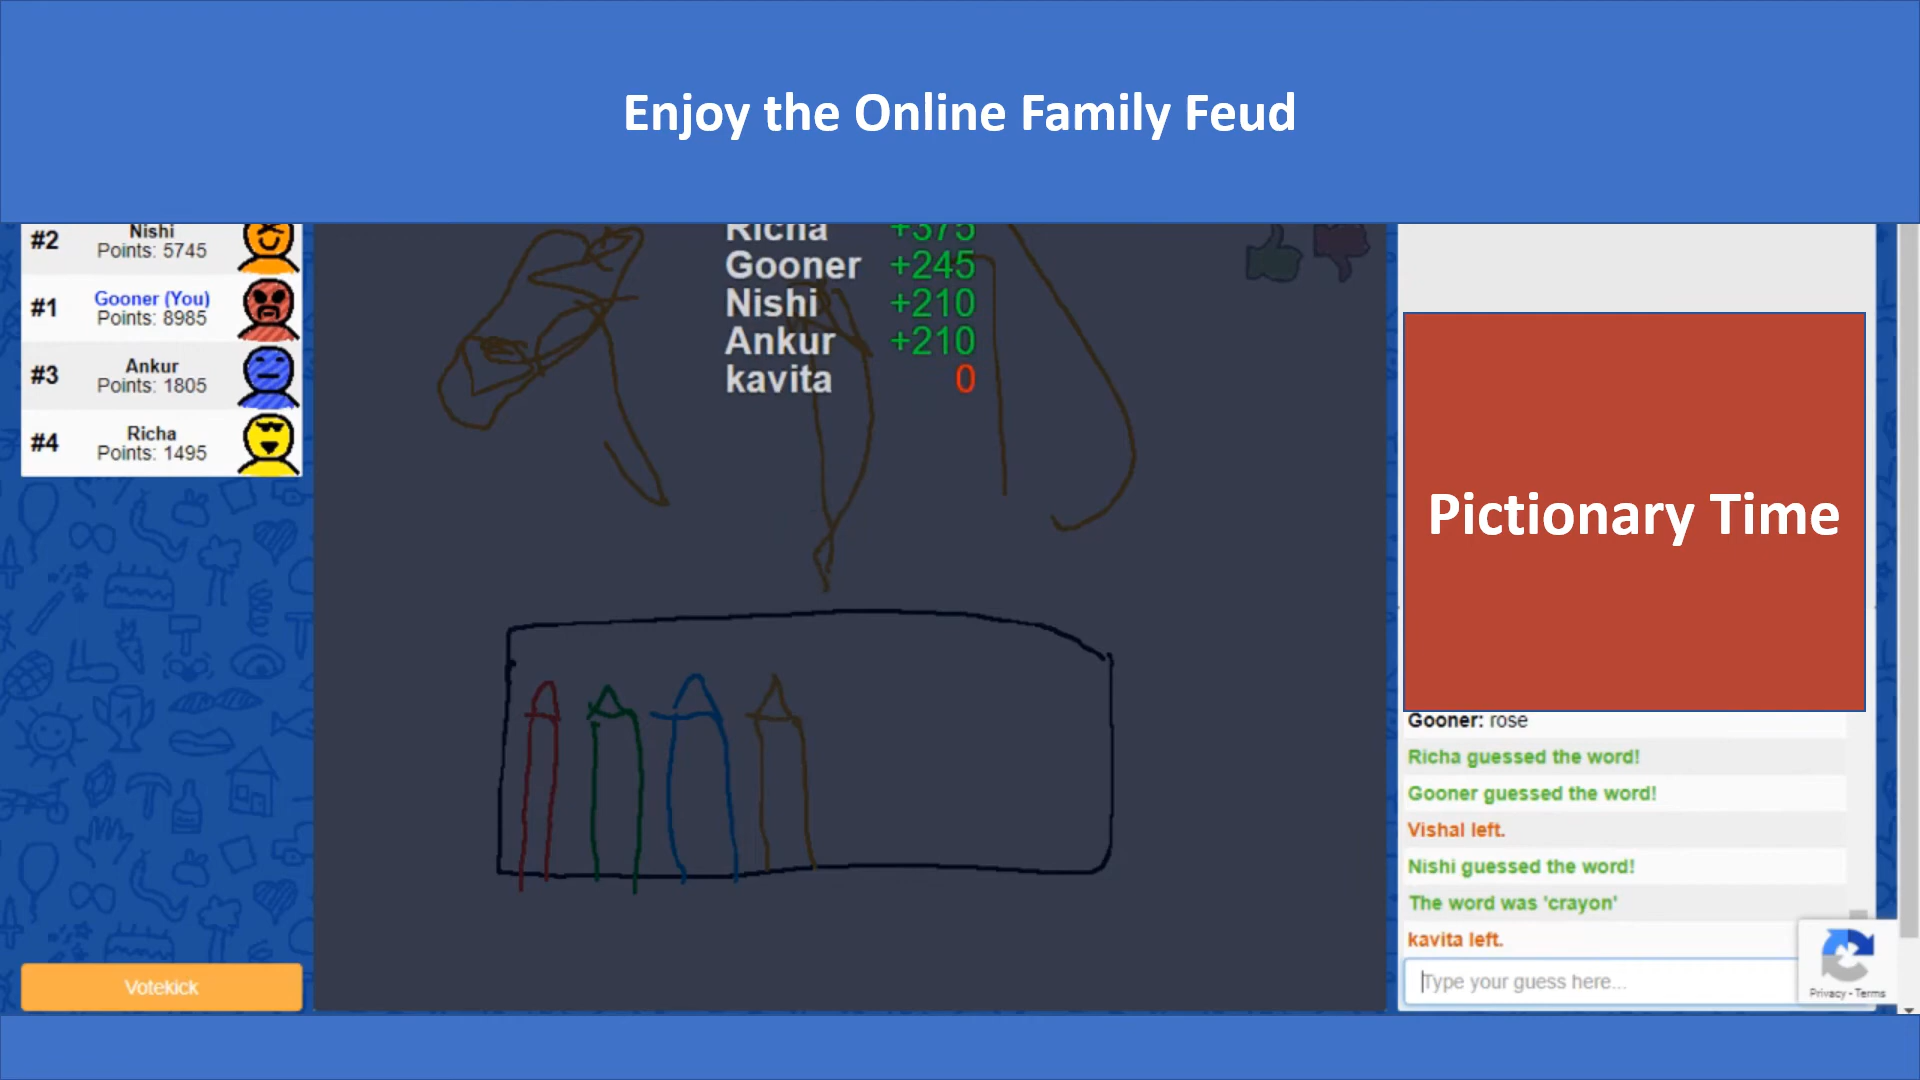 Enjoy the Online Family Feud
#2
Nishi
Points: 5745
#1
Gooner (You)
Points: 8985
#3
Ankur
Points: 1805
#4
Richa
Points: 1495
Votekick
Richa +375
Gooner +245
Nishi +210
Ankur +210
kavita 0
Pictionary Time
Gooner: rose
Richa guessed the word!
Gooner guessed the word!
Vishal left.
Nishi guessed the word!
The word was 'crayon'
kavita left.
Type your guess here...
Privacy - Terms